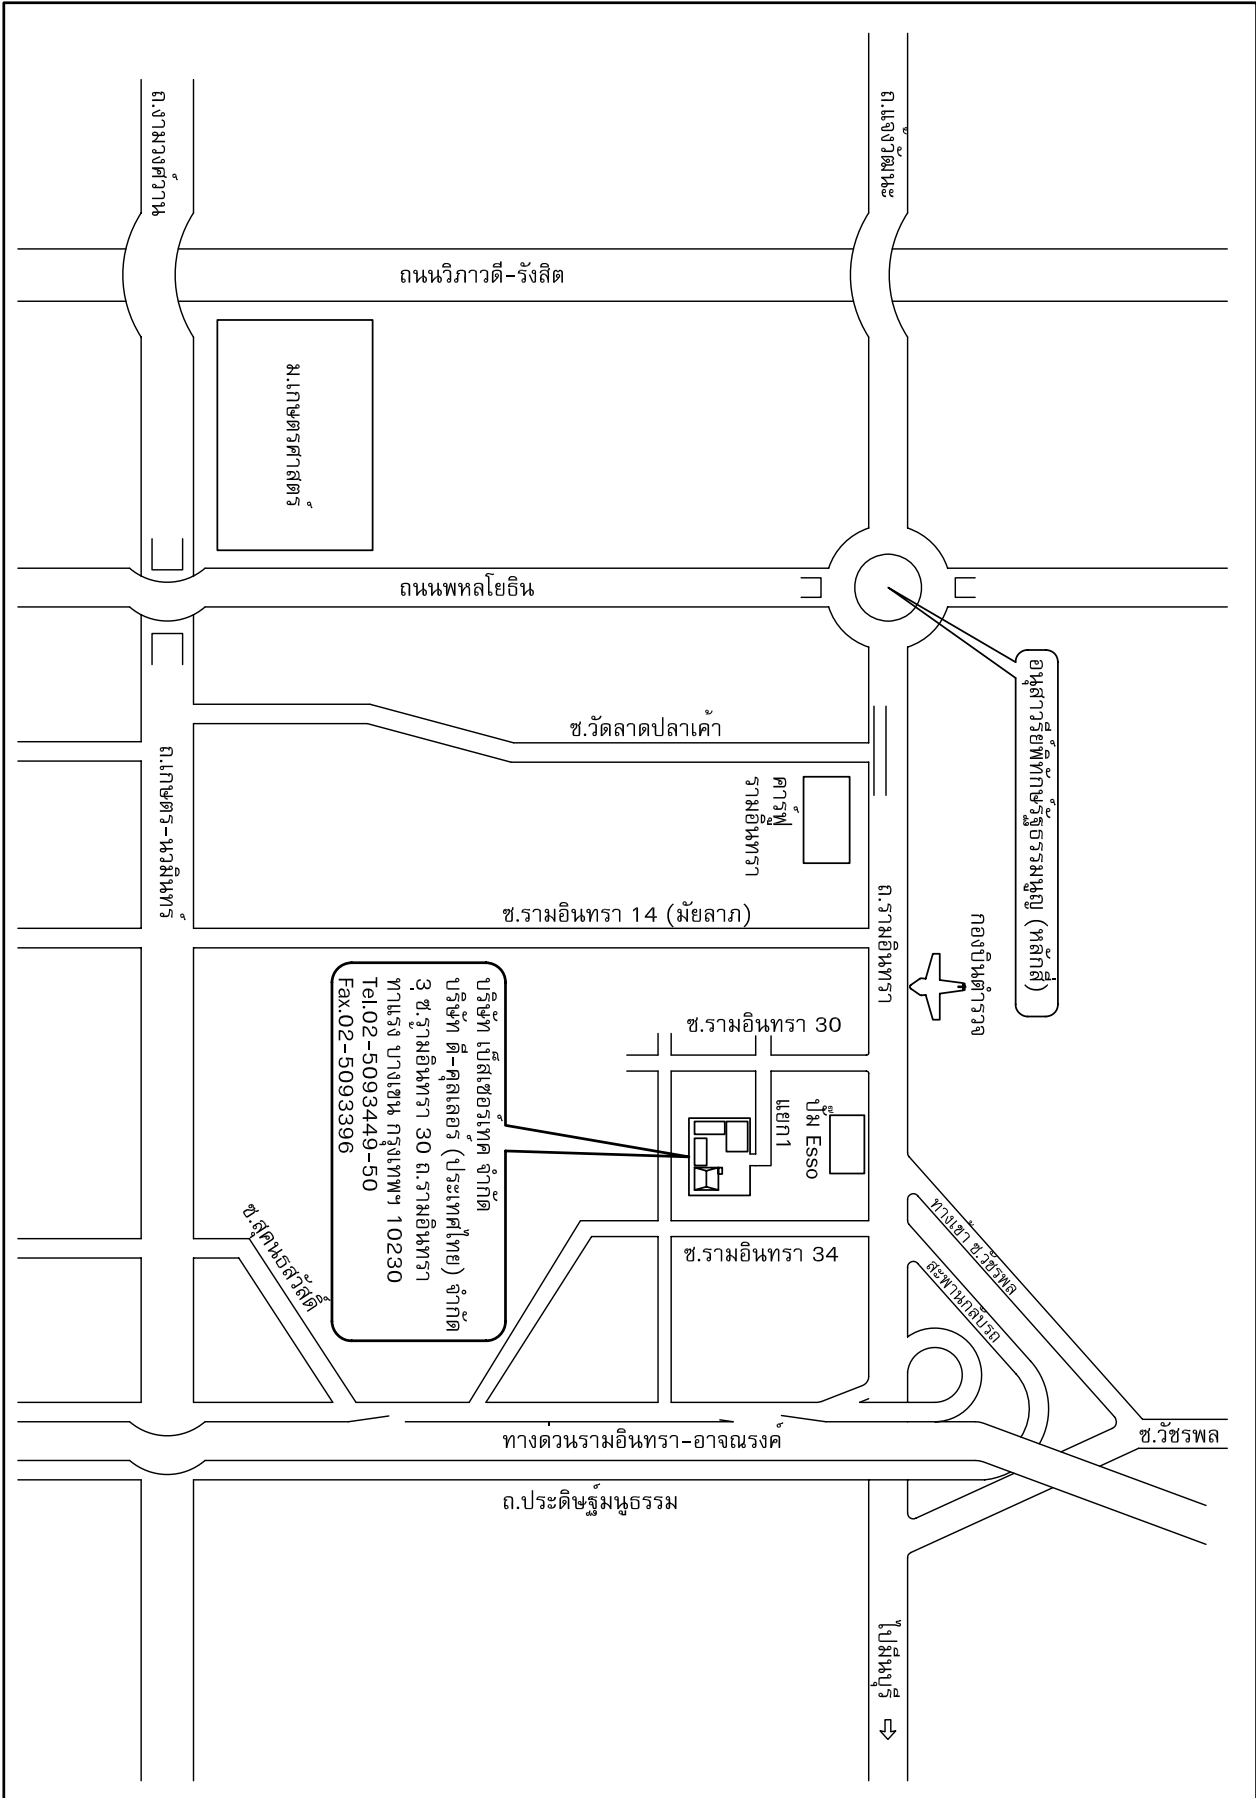 ถ.งามวงศ์วาน
ถ.แจ้งวัฒนะ
ถนนวิภาวดี-รังสิต
ม.เกษตรศาสตร์
ถนนพหลโยธิน
อนุสาวรีย์พิทักษ์รัฐธรรมนูญ (หลักสี่)
ซ.วัดลาดปลาเค้า
ถ.เกษตร-นวมินทร์
คาร์ฟู
รามอินทรา
ถ.รามอินทรา
กองบินตำรวจ
ซ.รามอินทรา 14 (มัยลาภ)
ซ.รามอินทรา 30
แยก1
ปั๊ม Esso
บริษัท เบ็สเซอร์เทค จำกัด
บริษัท ดี-คูลเลอร์ (ประเทศไทย) จำกัด
3 ซ.รามอินทรา 30 ถ.รามอินทรา
ท่าแรง บางเขน กรุงเทพฯ 10230
Tel.02-5093449-50
Fax.02-5093396
ซ.รามอินทรา 34
ทางเข้า ซ.วัชรพล
สะพานกลับรถ
ซ.สุคนธสวัสดิ์
ซ.วัชรพล
ทางด่วนรามอินทรา-อาจณรงค์
ถ.ประดิษฐ์มนูธรรม
ไปมีนบุรี